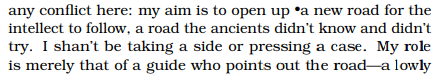 any conflict here: my aim is to open up •a new road for the
intellect to follow, a road the ancients didn't know and didn't
try. I shan't be taking a side or pressing a case. My role
is merely that of a guide who points out the road—a lowly